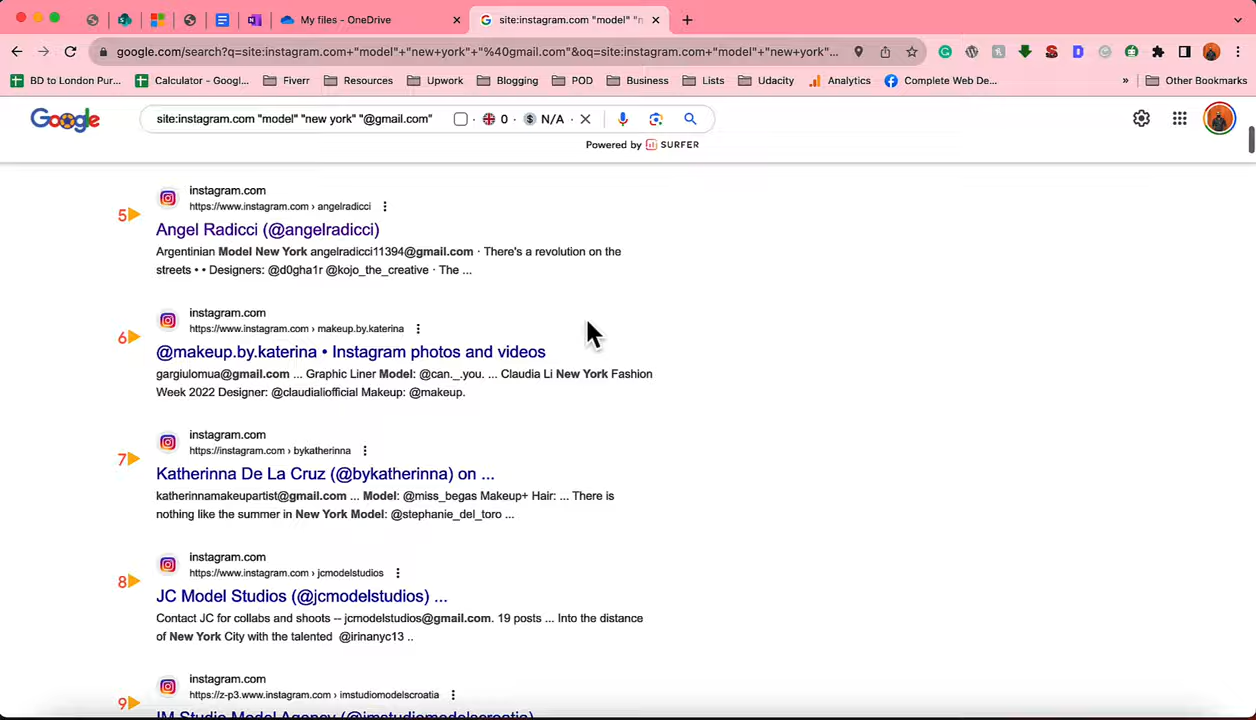 My files - OneDrive
site:instagram.com "model" "n
google.com/search?q=site:instagram.com+"model"+"new+york"+"%40gmail.com"&oq=site:instagram.com+"model"+"new+york"...
BD to London Pur...
Calculator - Googl...
Fiverr
Resources
Upwork
Blogging
POD
Business
Lists
Udacity
Analytics
Complete Web De...
»
Other Bookmarks
Google
site:instagram.com "model" "new york" "@gmail.com"
· 0 · $ N/A ·
Powered by SURFER
instagram.com
https://www.instagram.com › angelradicci
5
Angel Radicci (@angelradicci)
Argentinian Model New York angelradicci11394@gmail.com · There's a revolution on the
streets • • Designers: @d0gha1r @kojo_the_creative · The ...
instagram.com
https://www.instagram.com › makeup.by.katerina
6
@makeup.by.katerina • Instagram photos and videos
gargiulomua@gmail.com ... Graphic Liner Model: @can._.you. ... Claudia Li New York Fashion
Week 2022 Designer: @claudialiofficial Makeup: @makeup.
instagram.com
https://instagram.com › bykatherinna
7
Katherinna De La Cruz (@bykatherinna) on ...
katherinnamakeupartist@gmail.com ... Model: @miss_begas Makeup+ Hair: ... There is
nothing like the summer in New York Model: @stephanie_del_toro ...
instagram.com
https://www.instagram.com › jcmodelstudios
8
JC Model Studios (@jcmodelstudios) ...
Contact JC for collabs and shoots -- jcmodelstudios@gmail.com. 19 posts ... Into the distance
of New York City with the talented @irinanyc13 ..
instagram.com
https://z-p3.www.instagram.com › imstudiomodelscroatia
9
IM Studio Model Agency (@imstudiomodelscroatia)